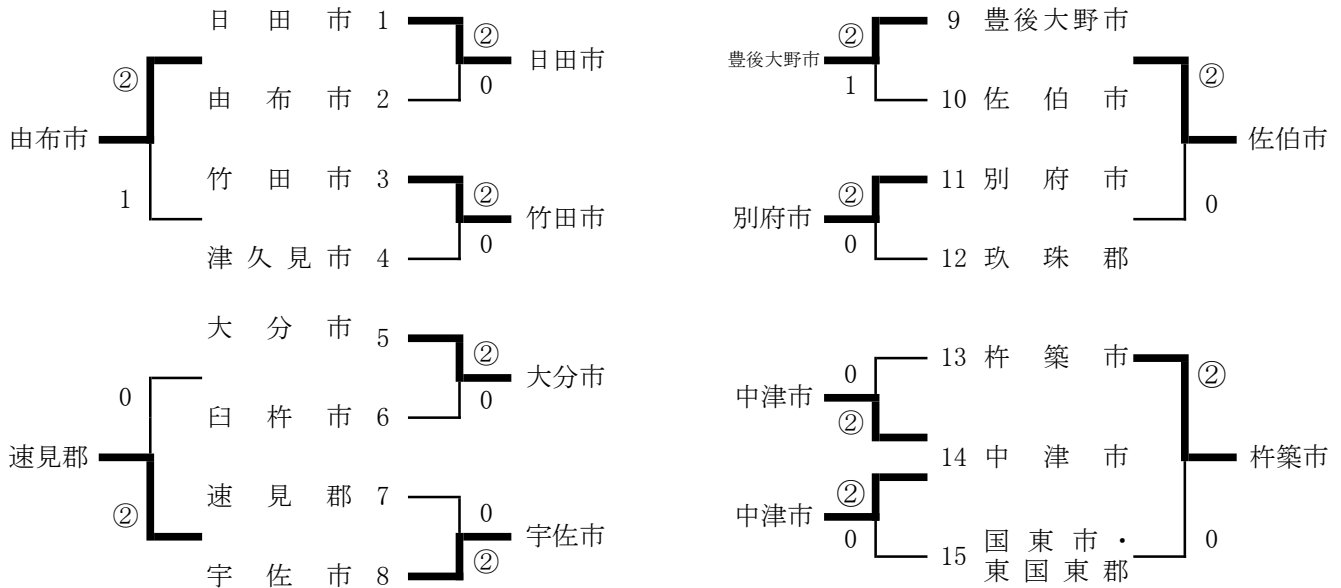 日田市 1 ② 日田市
② 0
由布市 2
由布市
竹田市 3
1 ② 竹田市
0
津久見市 4
大分市 5
② 大分市
0 0
臼杵市 6
速見郡
速見郡 7
② 0 宇佐市
②
宇佐市 8
② 9 豊後大野市
豊後大野市 ②
1 10 佐伯市
佐伯市
② 11 別府市
別府市 0
0 12 玖珠郡
13 杵築市
0 ②
中津市
②
14 中津市 杵築市
②
中津市
0 15 国東市・ 0
東国東郡